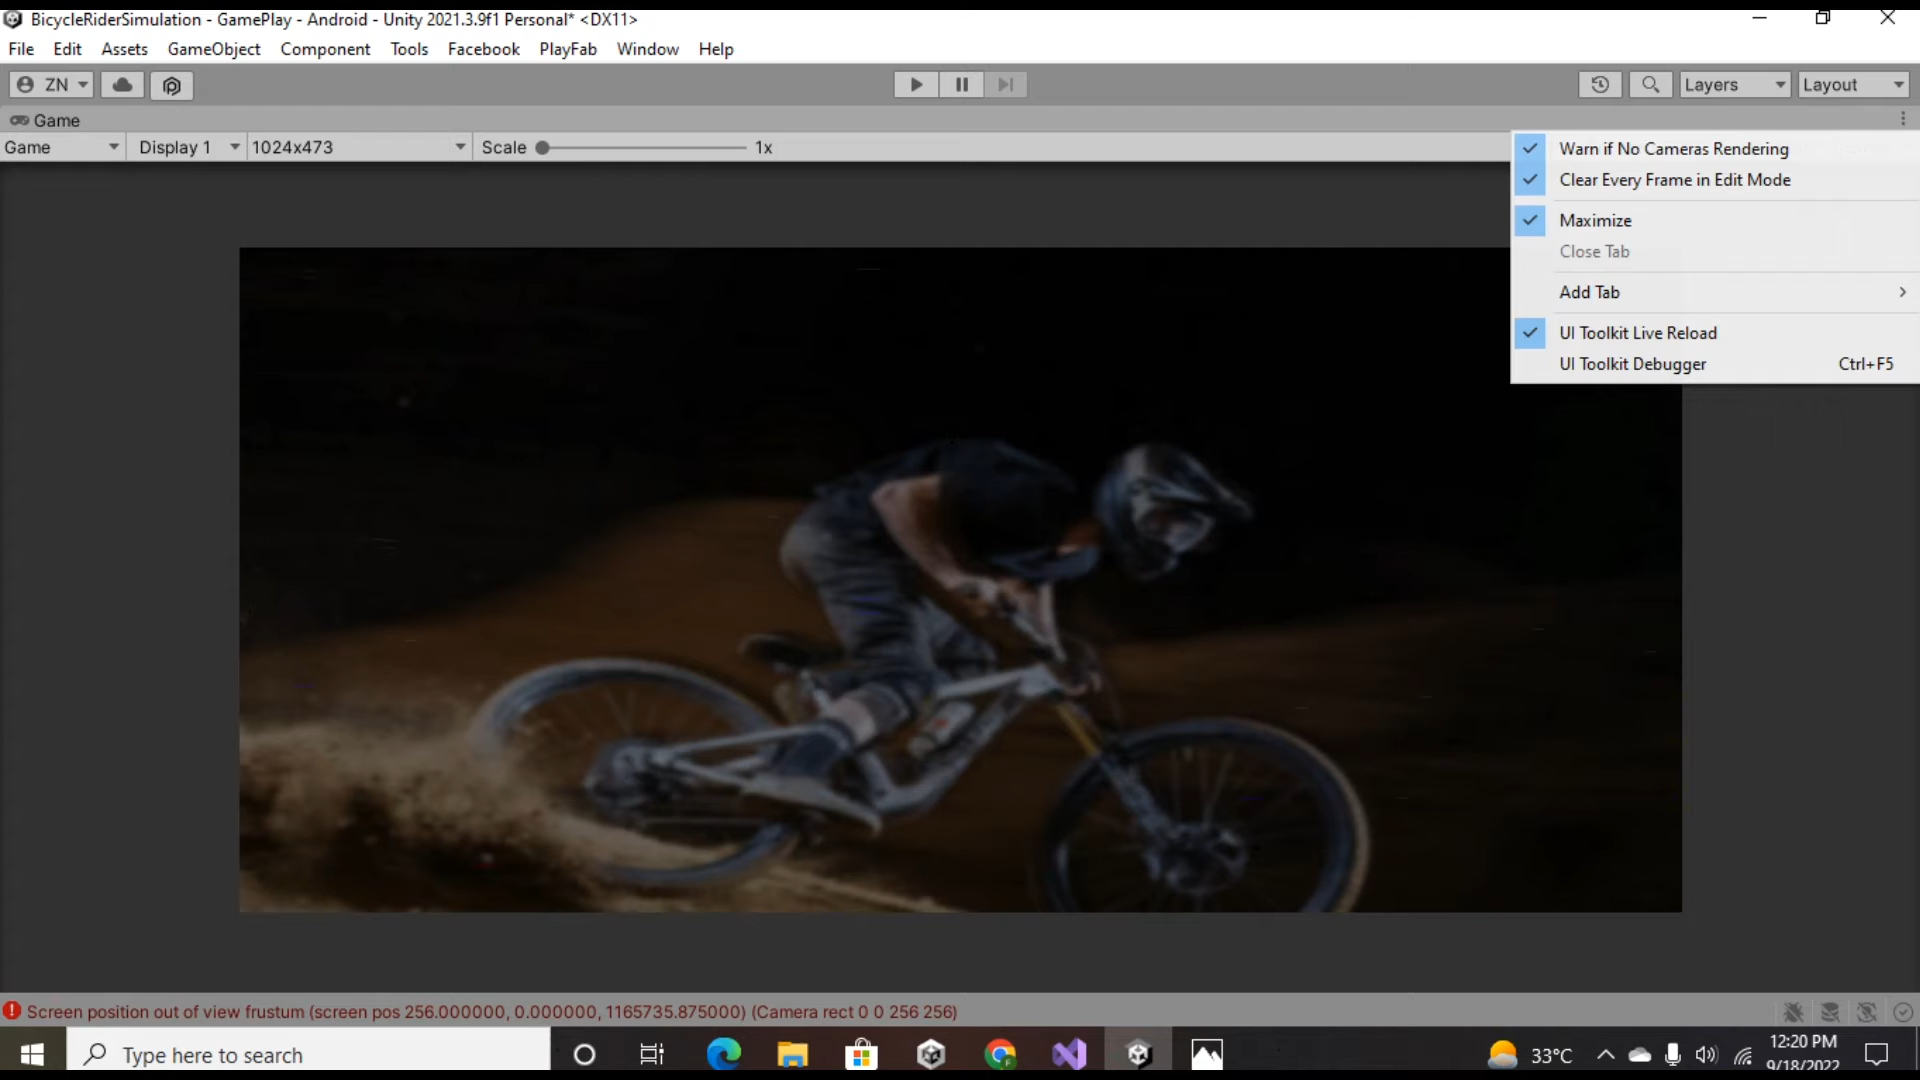 BicycleRiderSimulation - GamePlay - Android - Unity 2021.3.9f1 Personal* <DX11>
File Edit Assets GameObject Component Tools Facebook PlayFab Window Help
ZN Layers Layout
Game
Game Display 1 1024x473 Scale 1x
Warn if No Cameras Rendering
Clear Every Frame in Edit Mode
Maximize
Close Tab
Add Tab
UI Toolkit Live Reload
UI Toolkit Debugger Ctrl+F5
Screen position out of view frustum (screen pos 256.000000, 0.000000, 1165735.875000) (Camera rect 0 0 256 256)
Type here to search 33°C 12:20 PM
9/18/2022